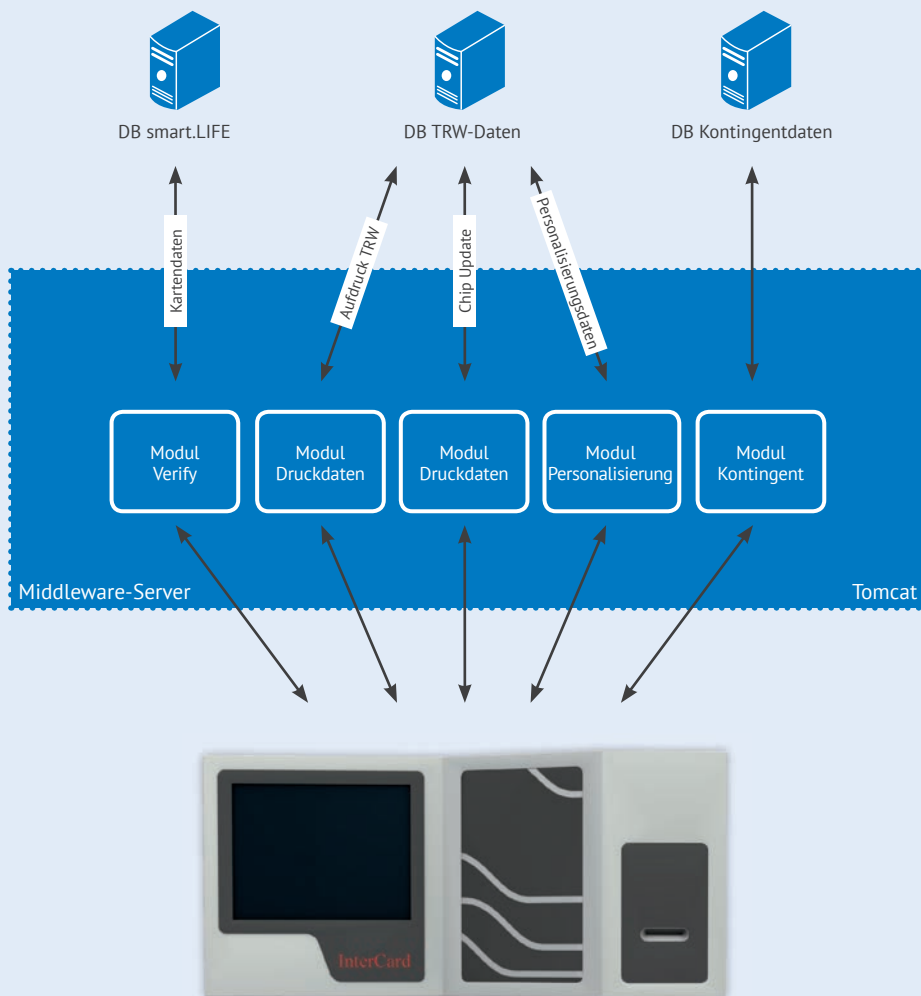 DB smart.LIFE
DB TRW-Daten
DB Kontingentdaten
Kartendaten
Aufdruck TRW
Chip Update
Personalisierungsdaten
Modul
Verify
Modul
Druckdaten
Modul
Druckdaten
Modul
Personalisierung
Modul
Kontingent
Middleware-Server
Tomcat
InterCard